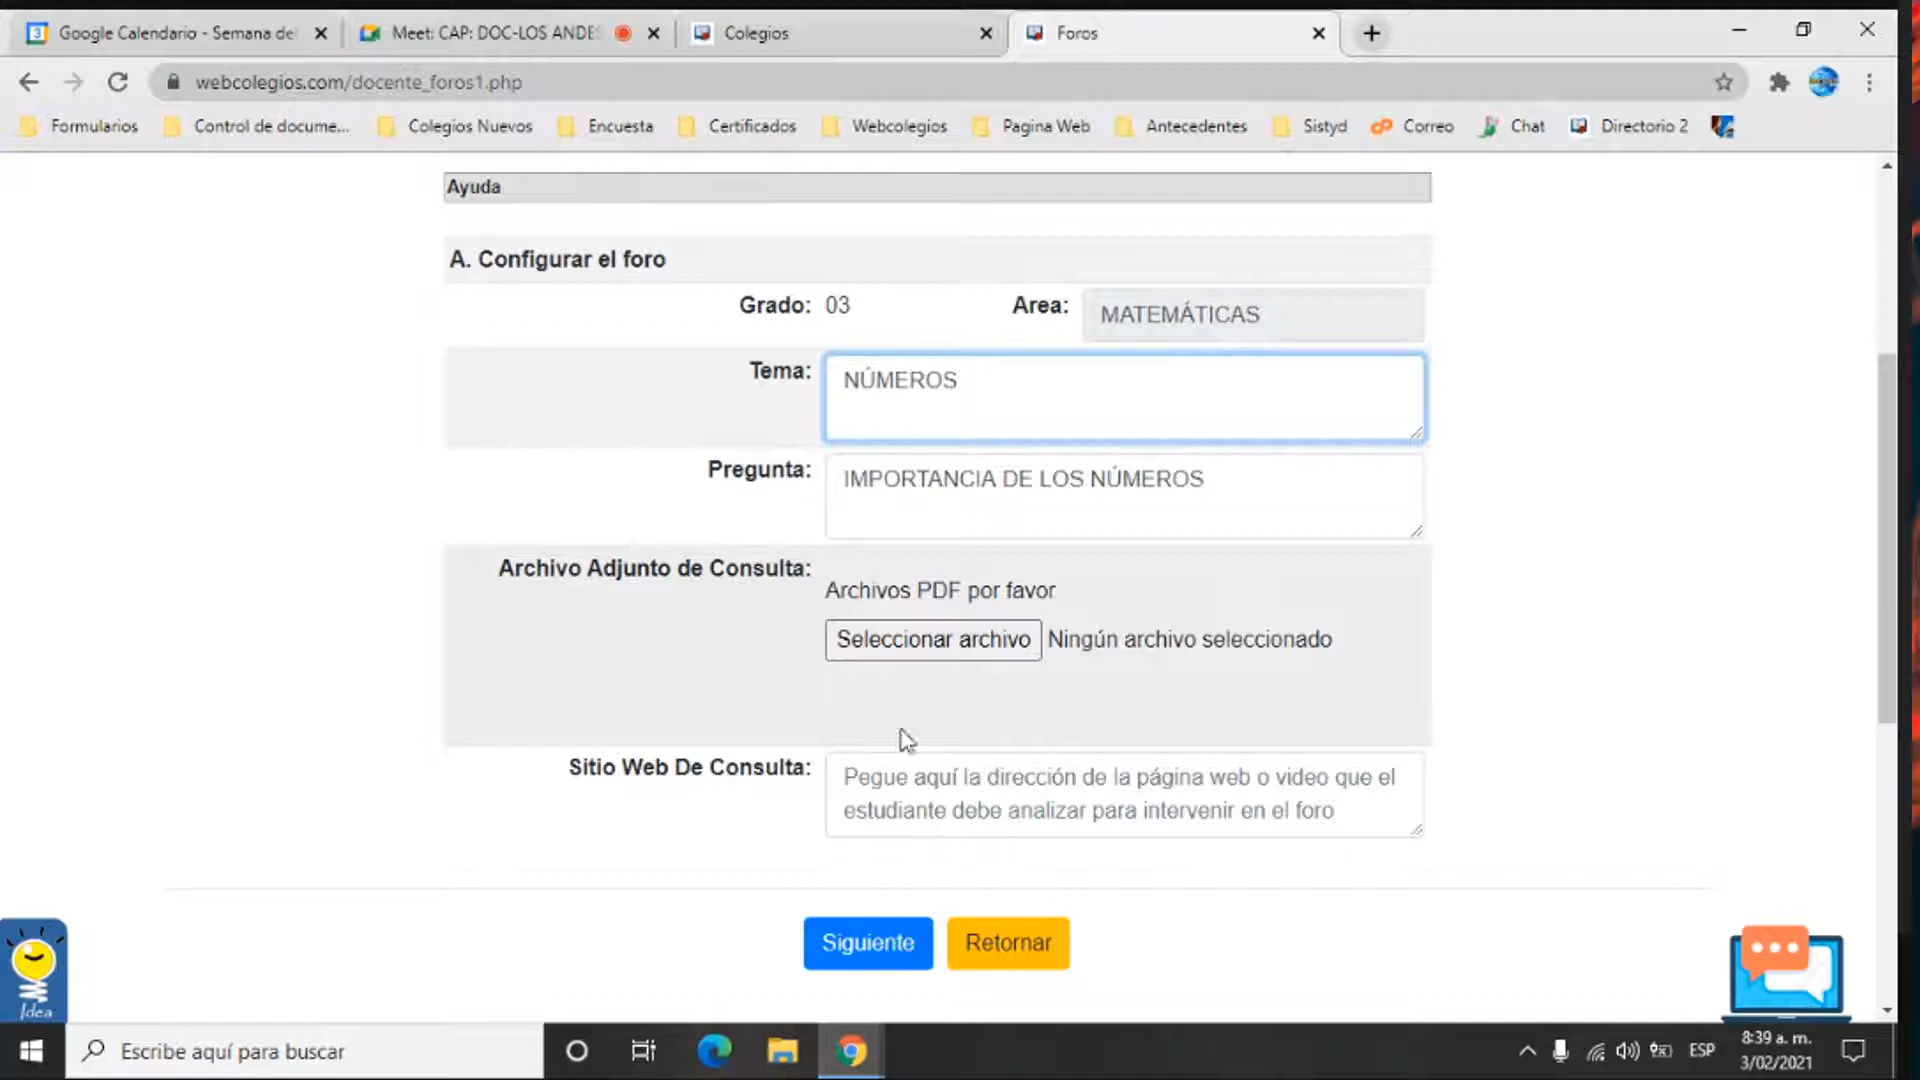 Google Calendario - Semana del
Meet: CAP: DOC-LOS ANDES
Colegios
Foros
webcolegios.com/docente_foros1.php
Formularios
Control de docume...
Colegios Nuevos
Encuesta
Certificados
Webcolegios
Pagina Web
Antecedentes
Sistyd
Correo
Chat
Directorio 2
Ayuda
A. Configurar el foro
Grado: 03
Area: MATEMÁTICAS
Tema: NÚMEROS
Pregunta: IMPORTANCIA DE LOS NÚMEROS
Archivo Adjunto de Consulta:
Archivos PDF por favor
Seleccionar archivo Ningún archivo seleccionado
Sitio Web De Consulta: Pegue aquí la dirección de la página web o video que el
estudiante debe analizar para intervenir en el foro
Siguiente
Retornar
Idea
Escribe aquí para buscar
ESP
8:39 a. m.
3/02/2021